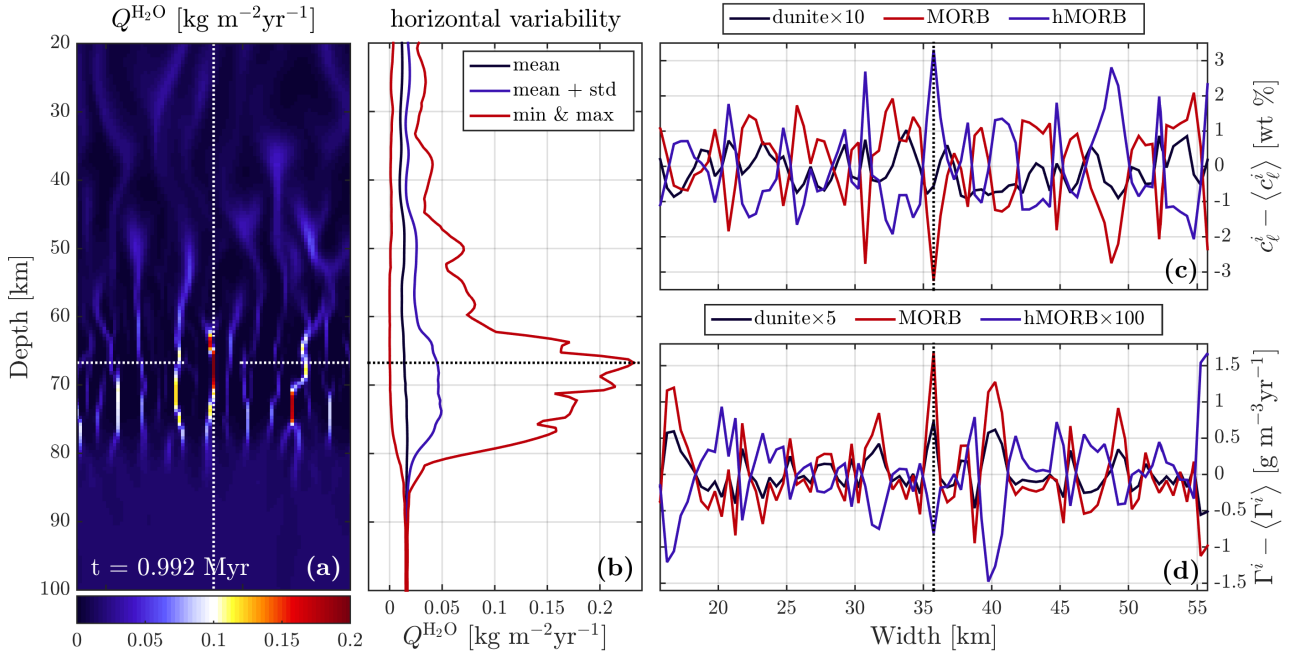 Q^{H₂O} [kg m⁻²yr⁻¹]
Depth [km]
20
30
40
50
60
70
80
90
100
t = 0.992 Myr
(a)
0
0.05
0.1
0.15
0.2
horizontal variability
mean
mean + std
min & max
(b)
0
0.05
0.1
0.15
0.2
Q^{H₂O} [kg m⁻²yr⁻¹]
dunite×10
MORB
hMORB
3
2
1
0
-1
-2
-3
(c)
c_ℓ^i − ⟨c_ℓ^i⟩ [wt %]
dunite×5
MORB
hMORB×100
1.5
1
0.5
0
-0.5
-1
-1.5
(d)
Γ^i − ⟨Γ^i⟩ [g m⁻³yr⁻¹]
20
25
30
35
40
45
50
55
Width [km]